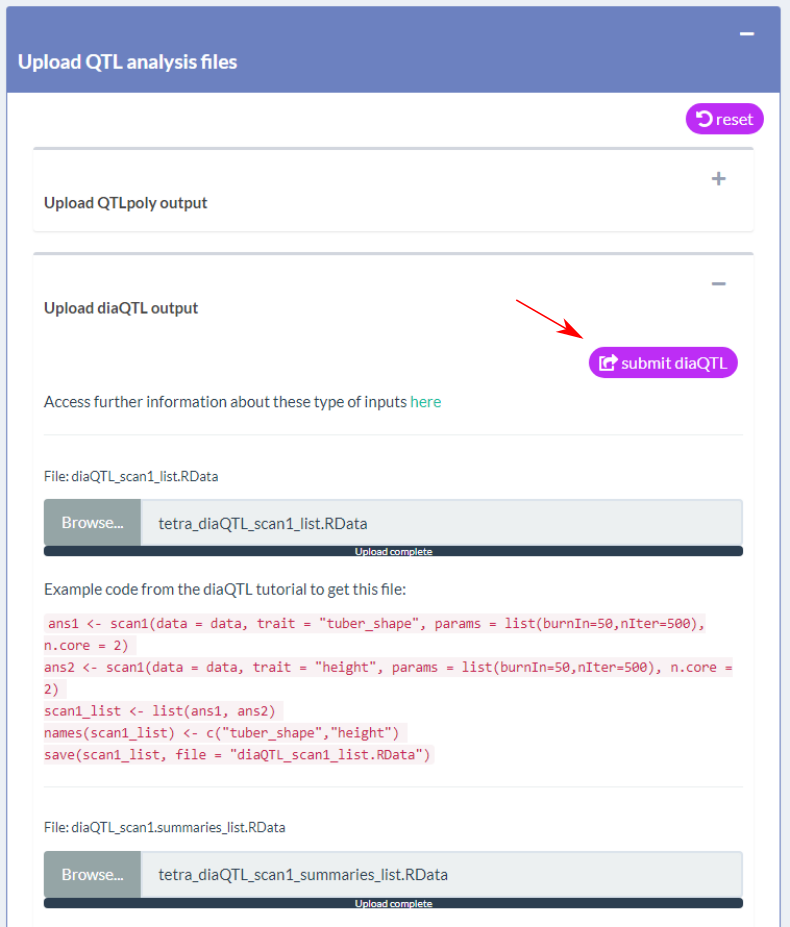 Upload QTL analysis files
reset
Upload QTLpoly output
Upload diaQTL output
submit diaQTL
Access further information about these type of inputs here
File: diaQTL_scan1_list.RData
Browse... tetra_diaQTL_scan1_list.RData
Upload complete
Example code from the diaQTL tutorial to get this file:
ans1 <- scan1(data = data, trait = "tuber_shape", params = list(burnIn=50,nIter=500),
n.core = 2)
ans2 <- scan1(data = data, trait = "height", params = list(burnIn=50,nIter=500), n.core =
2)
scan1_list <- list(ans1, ans2)
names(scan1_list) <- c("tuber_shape","height")
save(scan1_list, file = "diaQTL_scan1_list.RData")
File: diaQTL_scan1.summaries_list.RData
Browse... tetra_diaQTL_scan1_summaries_list.RData
Upload complete